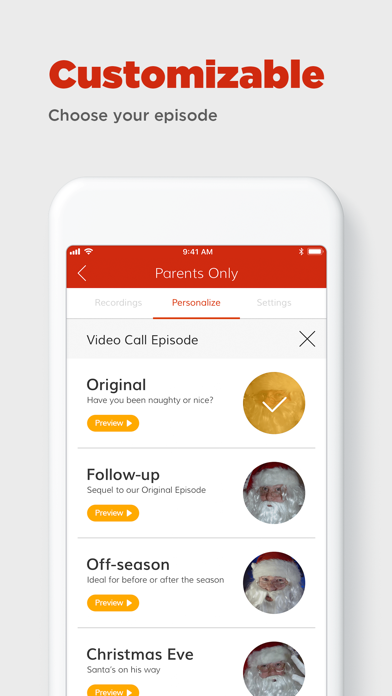 Customizable
Choose your episode
9:41 AM
Parents Only
Recordings Personalize Settings
Video Call Episode
Original
Have you been naughty or nice?
Preview
Follow-up
Sequel to our Original Episode
Preview
Off-season
Ideal for before or after the season
Preview
Christmas Eve
Santa's on his way
Preview